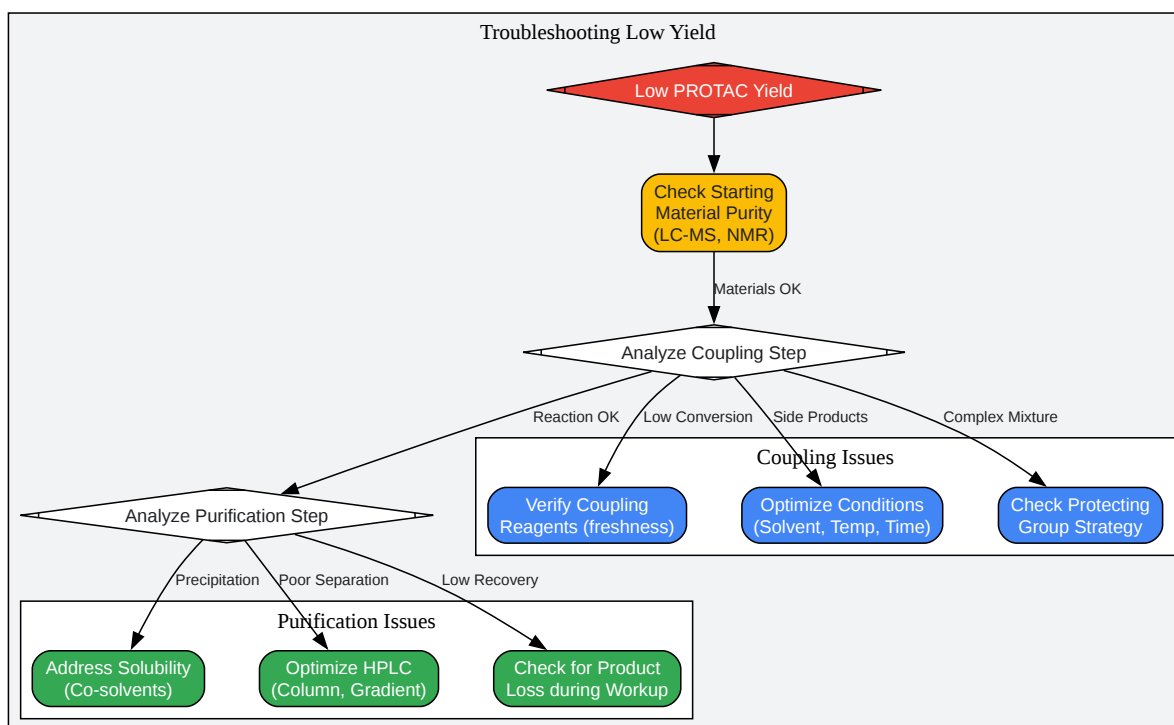 Troubleshooting Low Yield
Low PROTAC Yield
Check Starting
Material Purity
(LC-MS, NMR)
Materials OK
Analyze Coupling Step
Reaction OK
Low Conversion
Side Products
Complex Mixture
Coupling Issues
Verify Coupling
Reagents (freshness)
Optimize Conditions
(Solvent, Temp, Time)
Check Protecting
Group Strategy
Analyze Purification Step
Precipitation
Poor Separation
Low Recovery
Purification Issues
Address Solubility
(Co-solvents)
Optimize HPLC
(Column, Gradient)
Check for Product
Loss during Workup